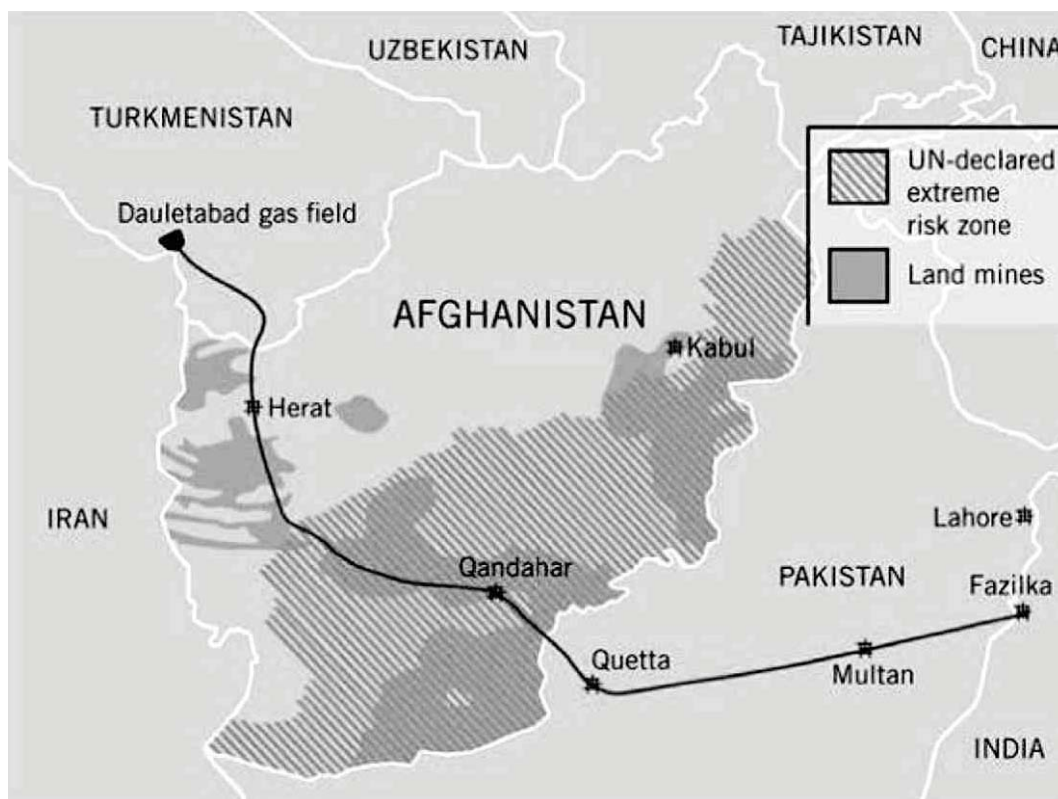 UZBEKISTAN
TAJIKISTAN
CHINA
TURKMENISTAN
UN-declared
extreme
risk zone
Dauletabad gas field
Land mines
AFGHANISTAN
Kabul
Herat
IRAN
Lahore
Qandahar
PAKISTAN
Fazilka
Quetta
Multan
INDIA